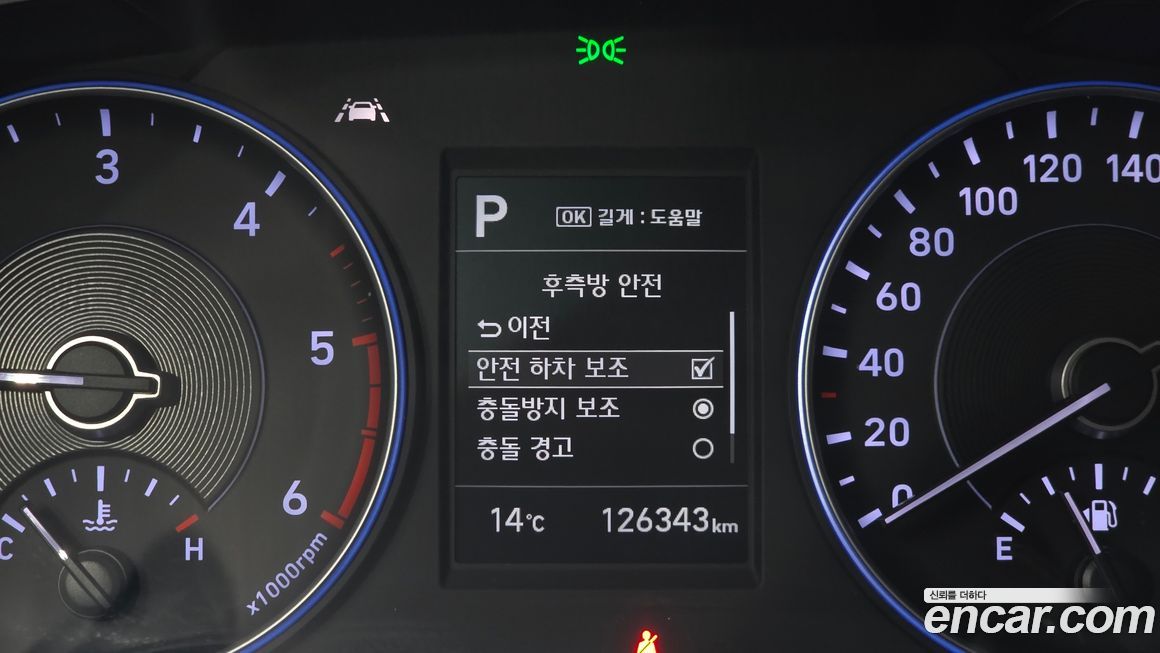 3
4
5
6
x1000rpm
C
H
P
OK 길게 : 도움말
후측방 안전
이전
안전 하차 보조
충돌방지 보조
충돌 경고
14℃
126343km
0
20
40
60
80
100
120
140
E
신뢰를 더하다
encar.com